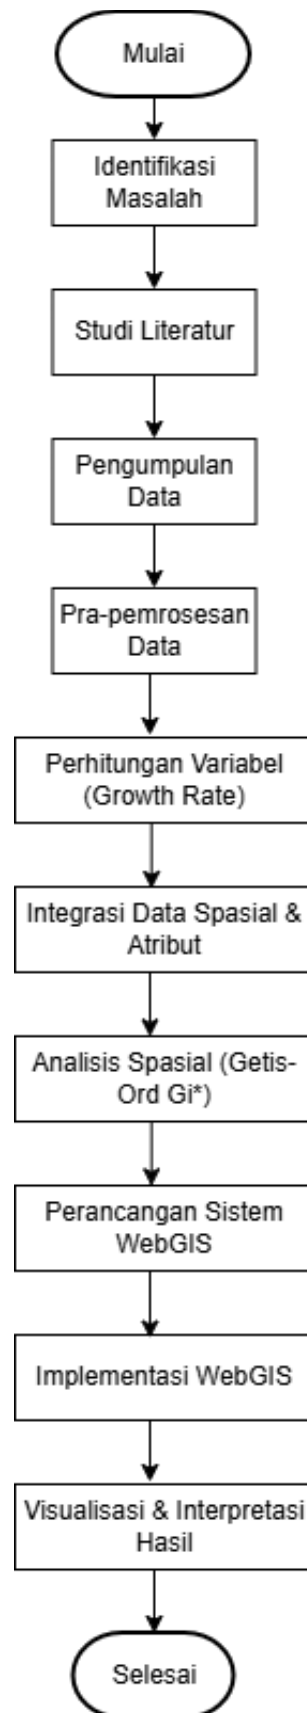 Mulai
Identifikasi
Masalah
Studi Literatur
Pengumpulan
Data
Pra-pemrosesan
Data
Perhitungan Variabel
(Growth Rate)
Integrasi Data Spasial &
Atribut
Analisis Spasial (Getis-
Ord Gi*)
Perancangan Sistem
WebGIS
Implementasi WebGIS
Visualisasi & Interpretasi
Hasil
Selesai